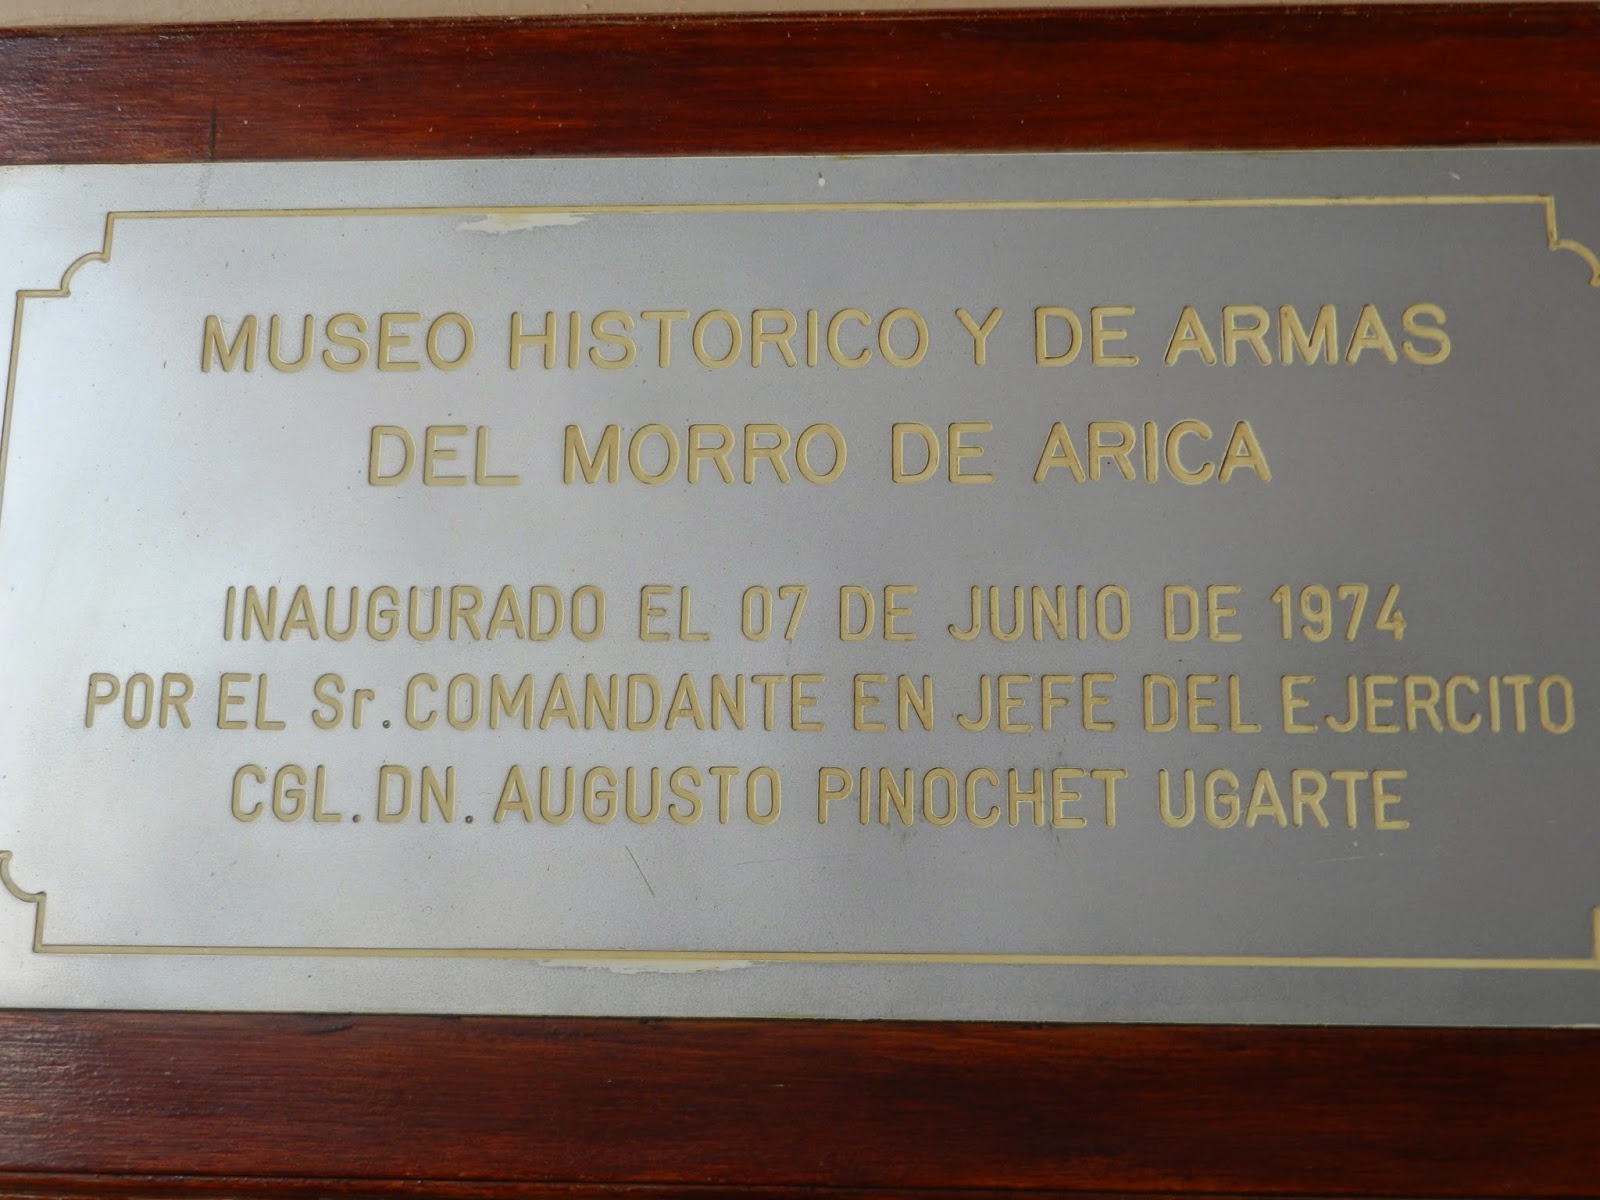 MUSEO HISTORICO Y DE ARMAS
DEL MORRO DE ARICA
INAUGURADO EL 07 DE JUNIO DE 1974
POR EL Sr. COMANDANTE EN JEFE DEL EJERCITO
CGL. DN. AUGUSTO PINOCHET UGARTE